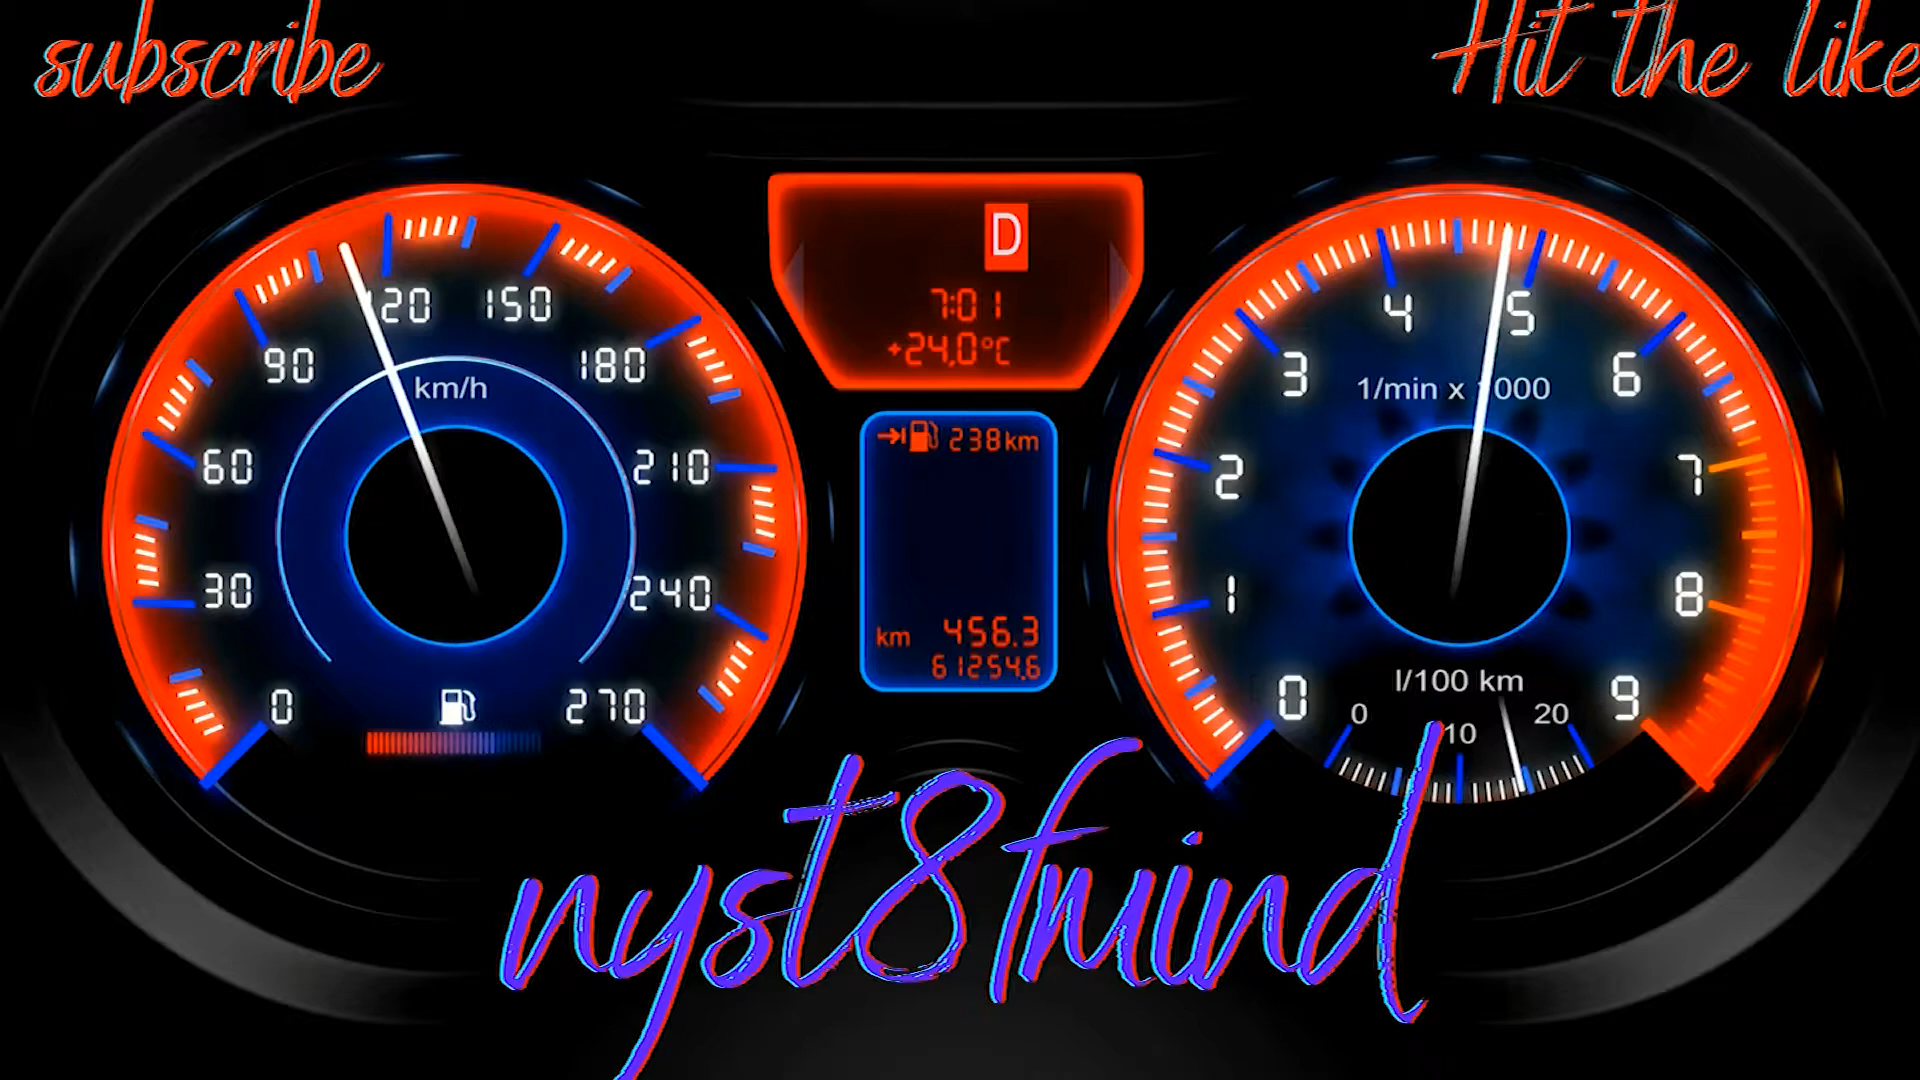 subscribe
Hit the like
D
7:01
+24,0°C
120 150
90 180
km/h
60 210
30 240
0 270
238km
km 456.3
61254.6
4 5
3 6
1/min x 1000
2 7
1 8
0 9
l/100 km
0 10 20
nyst8fmind